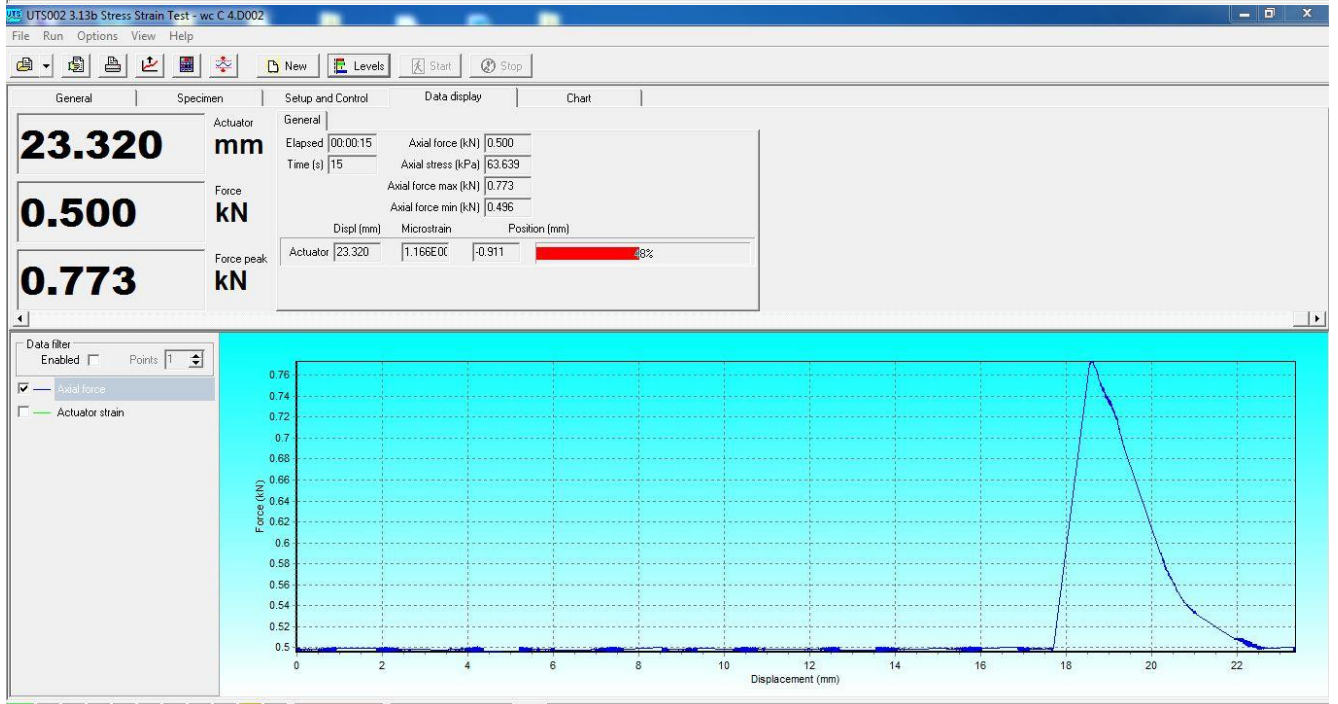 UTS002 3.13b Stress Strain Test - wc C 4.D002
File Run Options View Help
New Levels Start Stop
General Specimen Setup and Control Data display Chart
23.320 Actuator mm
0.500 Force kN
0.773 Force peak kN
General
Elapsed 00:00:15 Axial force (kN) 0.500
Time (s) 15 Axial stress (kPa) 63.639
Axial force max (kN) 0.773
Axial force min (kN) 0.496
Displ (mm) Microstrain Position (mm)
Actuator 23.320 1.166E0 -0.911 48%
Data filter
Enabled Points 1
Axial force
Actuator strain
Force (kN)
0.76
0.74
0.72
0.7
0.68
0.66
0.64
0.62
0.6
0.58
0.56
0.54
0.52
0.5
0 2 4 6 8 10 12 14 16 18 20 22
Displacement (mm)